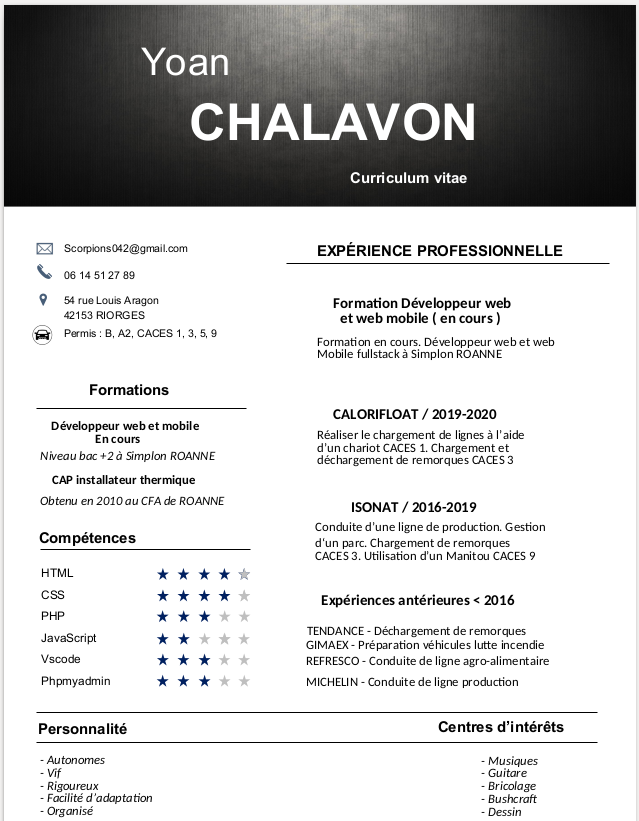 Yoan
CHALAVON
Curriculum vitae
Scorpions042@gmail.com
06 14 51 27 89
54 rue Louis Aragon
42153 RIORGES
Permis : B, A2, CACES 1, 3, 5, 9
Formations
Développeur web et mobile
En cours
Niveau bac +2 à Simplon ROANNE
CAP installateur thermique
Obtenu en 2010 au CFA de ROANNE
Compétences
HTML
CSS
PHP
JavaScript
Vscode
Phpmyadmin
EXPÉRIENCE PROFESSIONNELLE
Formation Développeur web
et web mobile ( en cours )
Formation en cours. Développeur web et web
Mobile fullstack à Simplon ROANNE
CALORIFLOAT / 2019-2020
Réaliser le chargement de lignes à l'aide
d'un chariot CACES 1. Chargement et
déchargement de remorques CACES 3
ISONAT / 2016-2019
Conduite d'une ligne de production. Gestion
d'un parc. Chargement de remorques
CACES 3. Utilisation d'un Manitou CACES 9
Expériences antérieures < 2016
TENDANCE - Déchargement de remorques
GIMAEX - Préparation véhicules lutte incendie
REFRESCO - Conduite de ligne agro-alimentaire
MICHELIN - Conduite de ligne production
Personnalité
- Autonomes
- Vif
- Rigoureux
- Facilité d'adaptation
- Organisé
Centres d'intérêts
- Musiques
- Guitare
- Bricolage
- Bushcraft
- Dessin